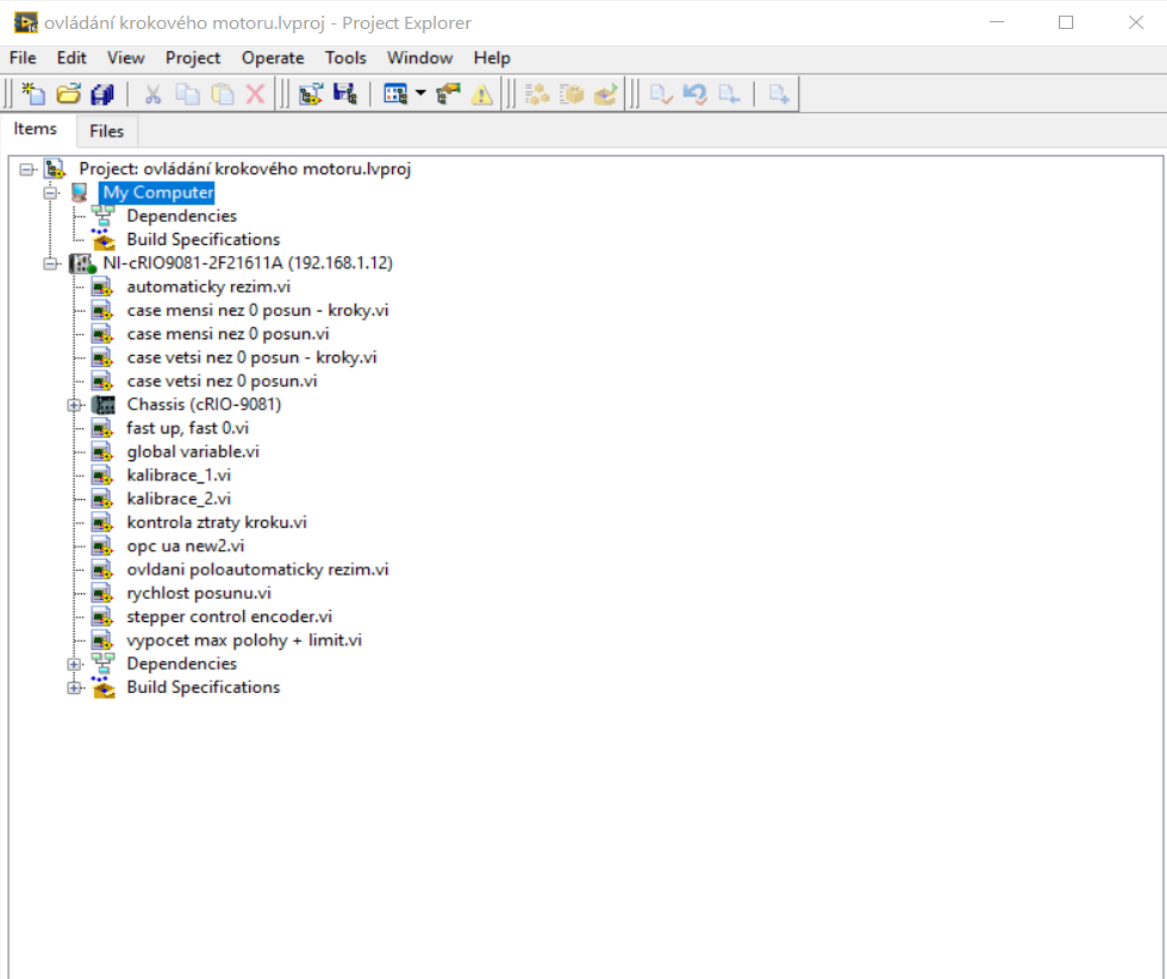 ovládání krokového motoru.lvproj - Project Explorer
File Edit View Project Operate Tools Window Help
Items Files
Project: ovládání krokového motoru.lvproj
My Computer
Dependencies
Build Specifications
NI-cRIO9081-2F21611A (192.168.1.12)
automaticky rezim.vi
case mensi nez 0 posun - kroky.vi
case mensi nez 0 posun.vi
case vetsi nez 0 posun - kroky.vi
case vetsi nez 0 posun.vi
Chassis (cRIO-9081)
fast up, fast 0.vi
global variable.vi
kalibrace_1.vi
kalibrace_2.vi
kontrola ztraty kroku.vi
opc ua new2.vi
ovldani poloautomaticky rezim.vi
rychlost posunu.vi
stepper control encoder.vi
vypocet max polohy + limit.vi
Dependencies
Build Specifications